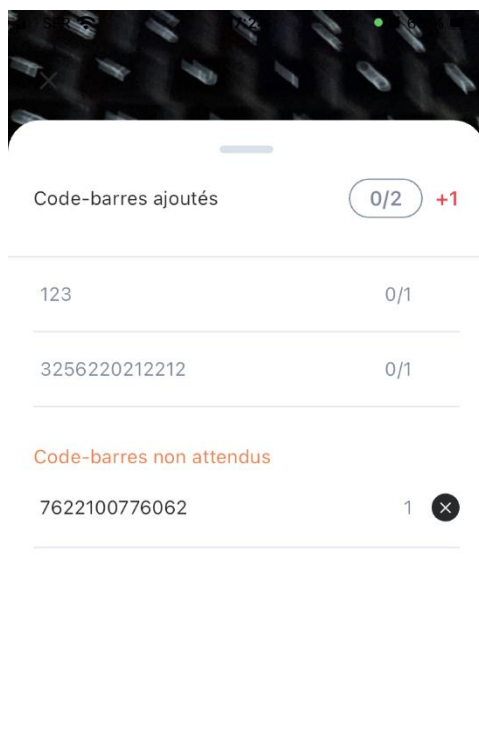 Code-barres ajoutés 0/2 +1
123 0/1
3256220212212 0/1
Code-barres non attendus
7622100776062 1